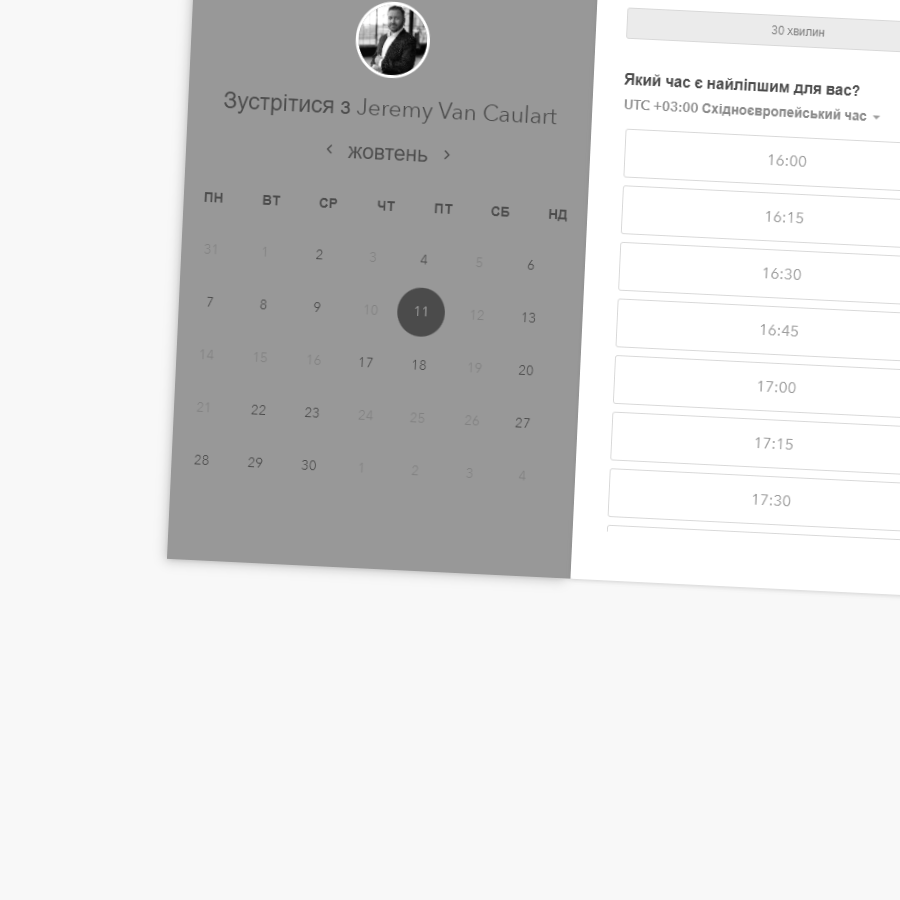 Зустрітися з Jeremy Van Caulart
жовтень
ПН ВТ СР ЧТ ПТ СБ НД
31 1 2 3 4 5 6
7 8 9 10 11 12 13
14 15 16 17 18 19 20
21 22 23 24 25 26 27
28 29 30 1 2 3 4
30 хвилин
Який час є найліпшим для вас?
UTC +03:00 Східноєвропейський час
16:00
16:15
16:30
16:45
17:00
17:15
17:30